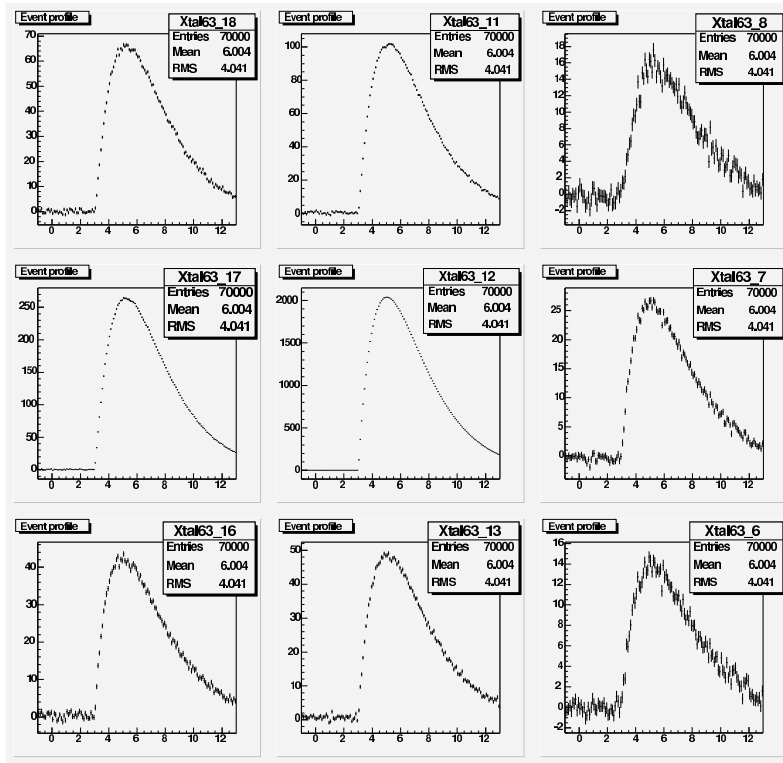 Event profile
Xtal63_18
Entries 70000
Mean 6.004
RMS 4.041
70
60
50
40
30
20
10
0
0 2 4 6 8 10 12
Event profile
Xtal63_11
Entries 70000
Mean 6.004
RMS 4.041
100
80
60
40
20
0
0 2 4 6 8 10 12
Event profile
Xtal63_8
Entries 70000
Mean 6.004
RMS 4.041
18
16
14
12
10
8
6
4
2
0
-2
0 2 4 6 8 10 12
Event profile
Xtal63_17
Entries 70000
Mean 6.004
RMS 4.041
250
200
150
100
50
0
0 2 4 6 8 10 12
Event profile
Xtal63_12
Entries 70000
Mean 6.004
RMS 4.041
2000
1500
1000
500
0
0 2 4 6 8 10 12
Event profile
Xtal63_7
Entries 70000
Mean 6.004
RMS 4.041
25
20
15
10
5
0
0 2 4 6 8 10 12
Event profile
Xtal63_16
Entries 70000
Mean 6.004
RMS 4.041
40
30
20
10
0
0 2 4 6 8 10 12
Event profile
Xtal63_13
Entries 70000
Mean 6.004
RMS 4.041
50
40
30
20
10
0
0 2 4 6 8 10 12
Event profile
Xtal63_6
Entries 70000
Mean 6.004
RMS 4.041
16
14
12
10
8
6
4
2
0
-2
0 2 4 6 8 10 12